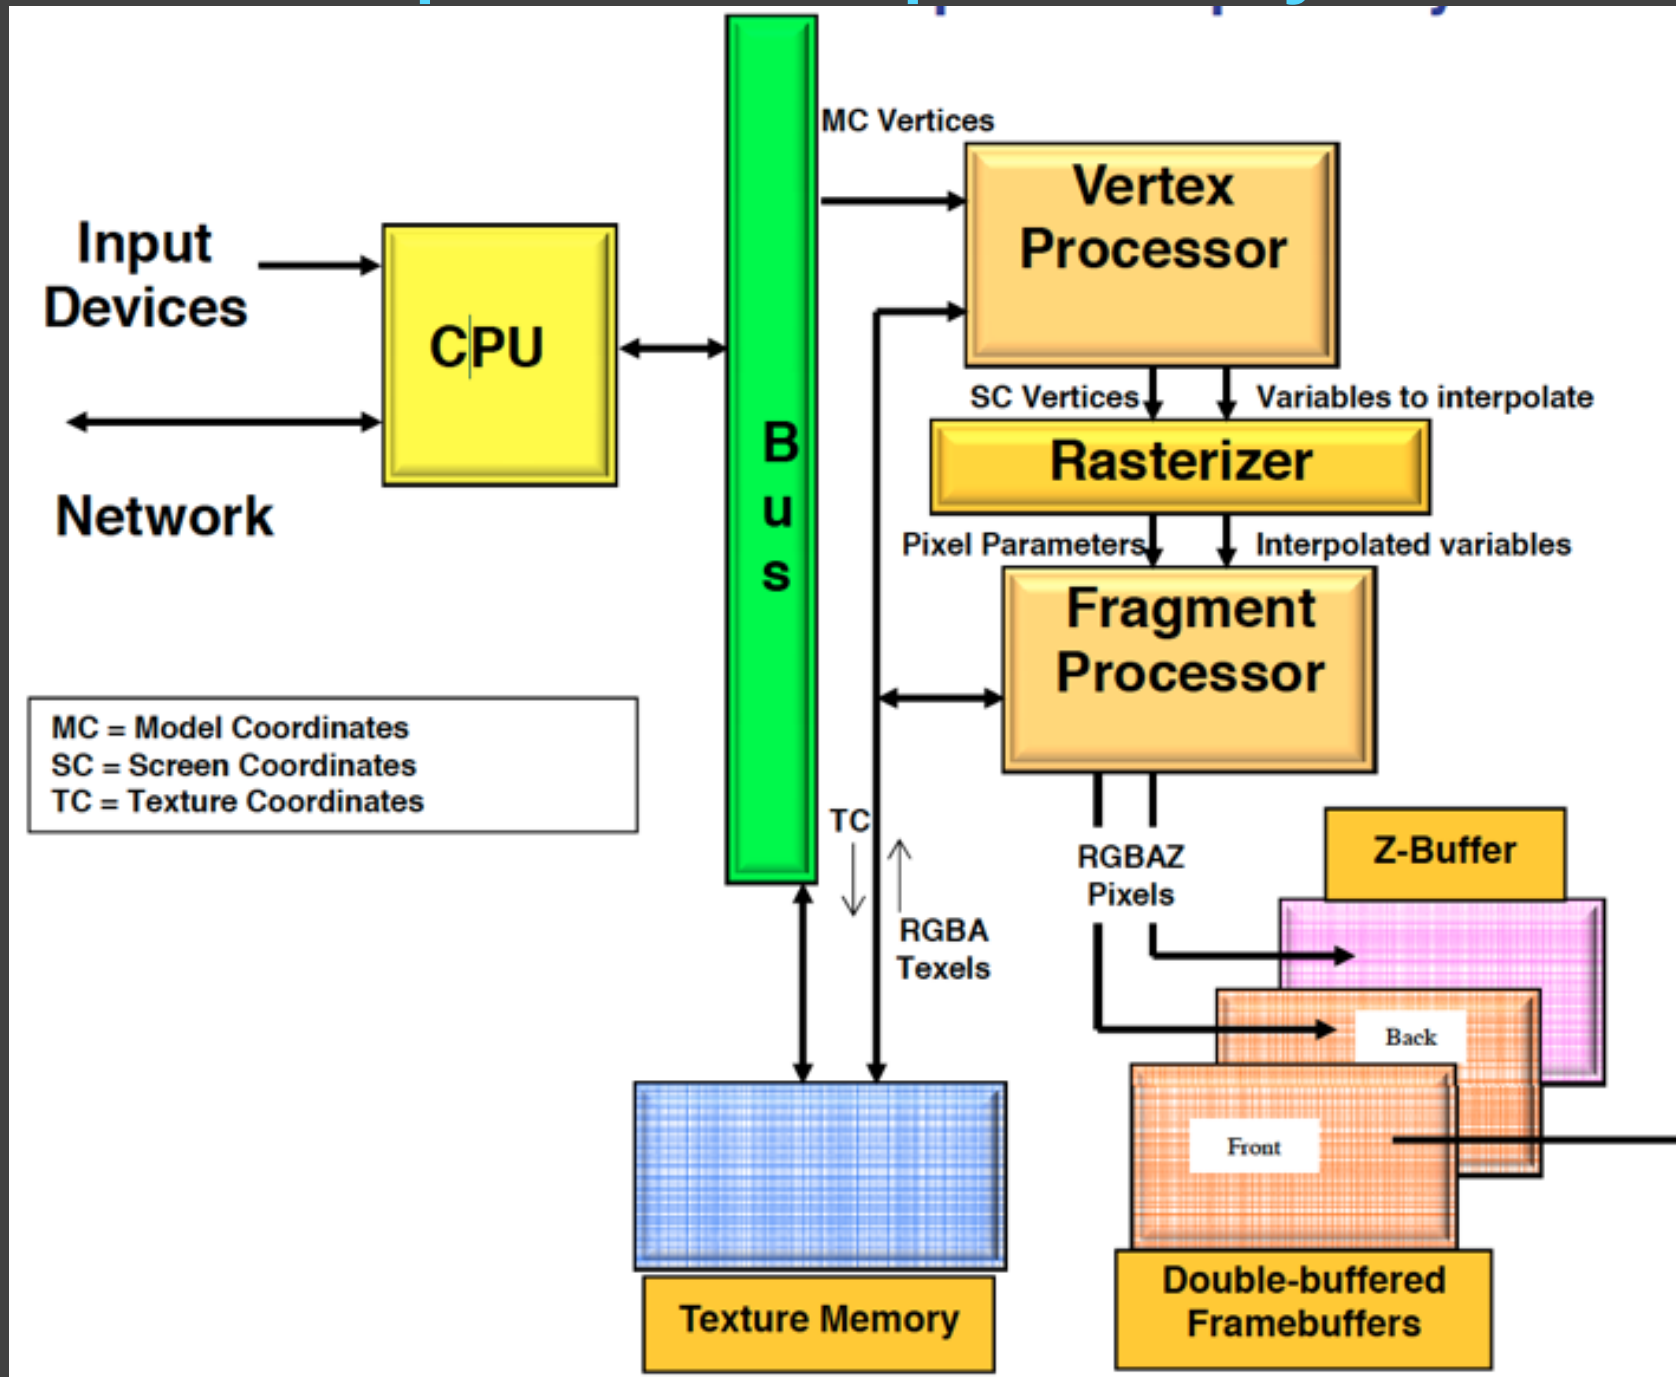 MC Vertices
Vertex
Processor
Input
Devices
CPU
SC Vertices
Variables to interpolate
B
u
s
Rasterizer
Network
Pixel Parameters
Interpolated variables
Fragment
Processor
MC = Model Coordinates
SC = Screen Coordinates
TC = Texture Coordinates
TC
RGBA
Texels
RGBAZ
Pixels
Z-Buffer
Back
Front
Texture Memory
Double-buffered
Framebuffers